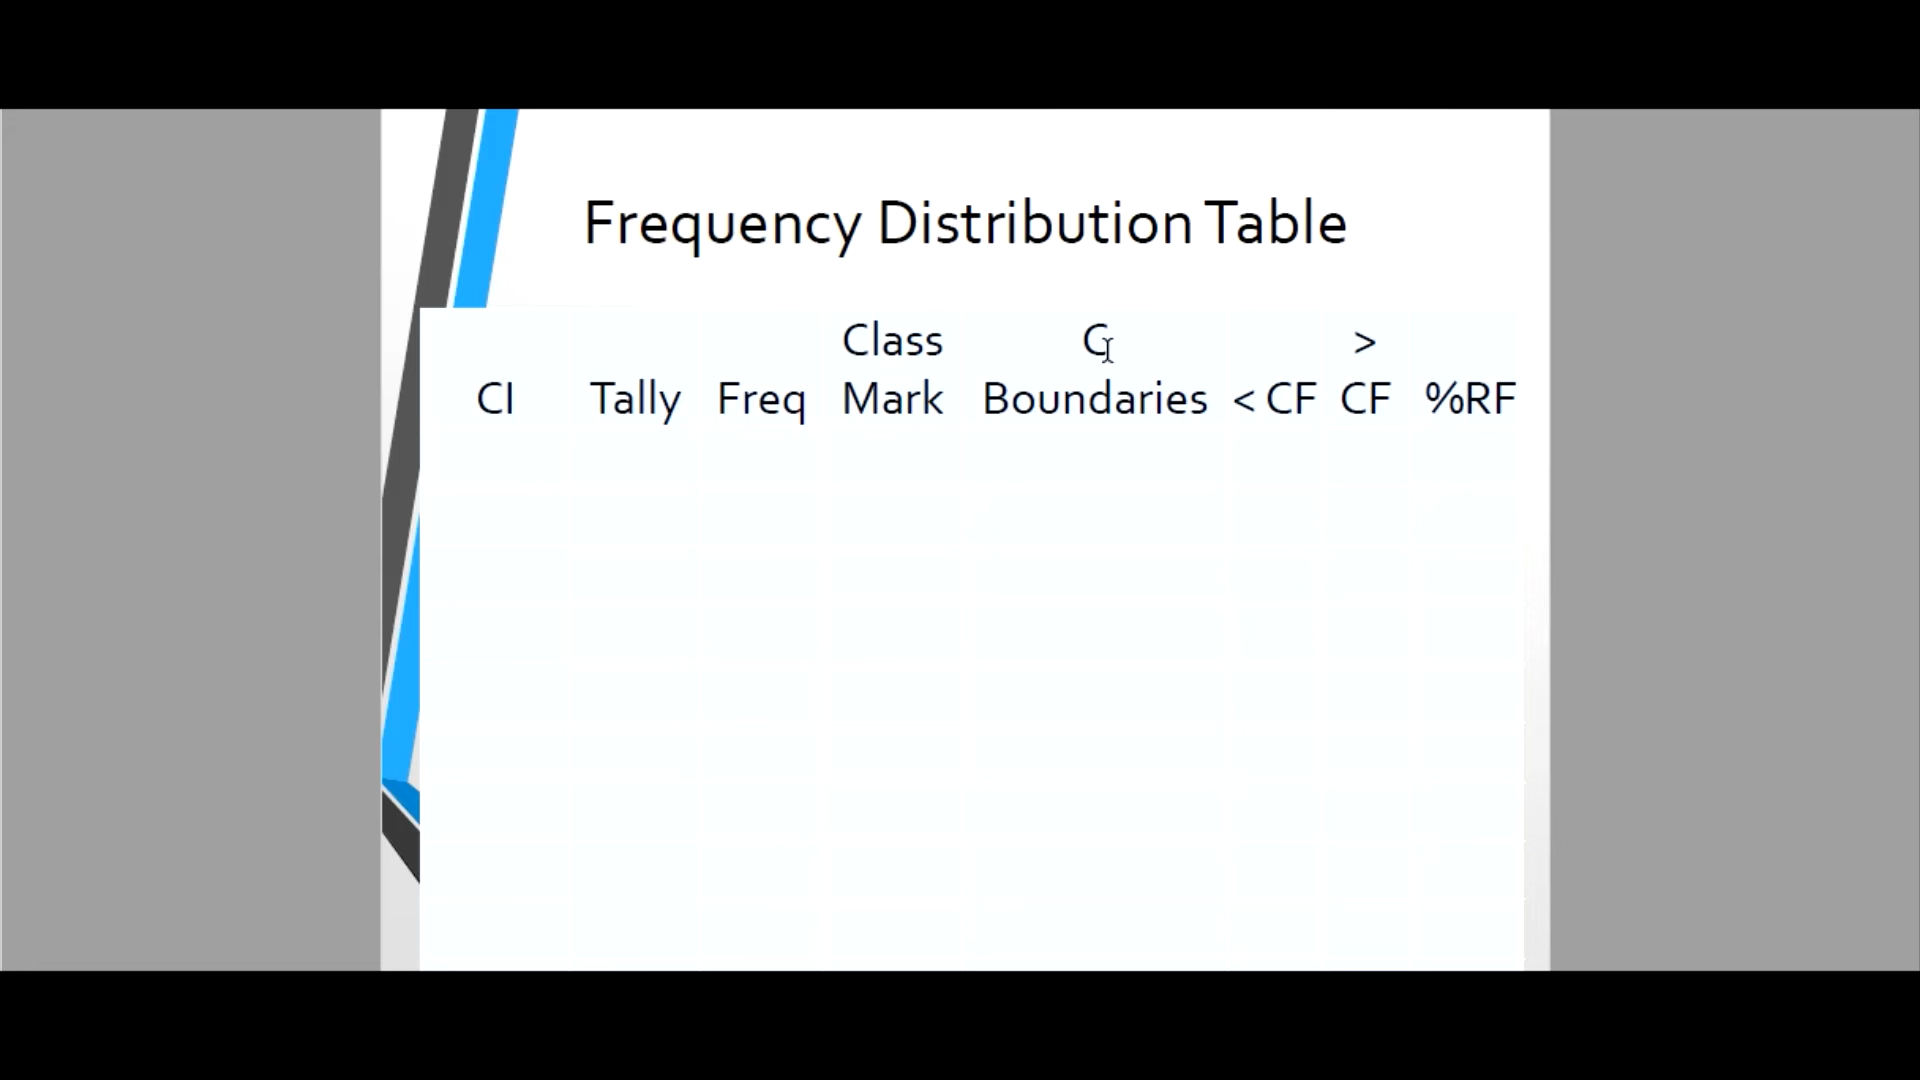 Frequency Distribution Table
Class C >
CI Tally Freq Mark Boundaries < CF CF %RF